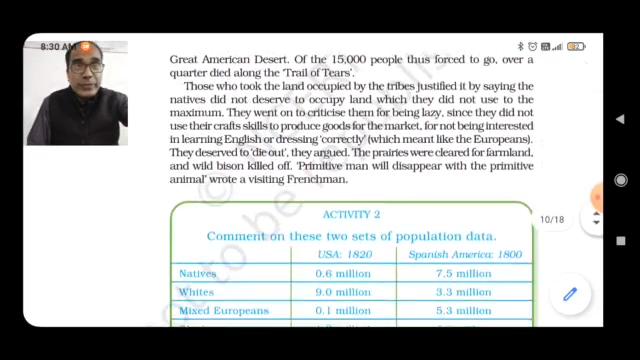 8:30 AM
Great American Desert. Of the 15,000 people thus forced to go, over a
quarter died along the ‘Trail of Tears’.
Those who took the land occupied by the tribes justified it by saying the
natives did not deserve to occupy land which they did not use to the
maximum. They went on to criticise them for being lazy, since they did not
use their crafts skills to produce goods for the market, for not being interested
in learning English or dressing ‘correctly’ (which meant like the Europeans).
They deserved to ‘die out’, they argued. The prairies were cleared for farmland,
and wild bison killed off. ‘Primitive man will disappear with the primitive
animal’ wrote a visiting Frenchman.
10/18
ACTIVITY 2
Comment on these two sets of population data.
USA: 1820 Spanish America: 1800
Natives 0.6 million 7.5 million
Whites 9.0 million 3.3 million
Mixed Europeans 0.1 million 5.3 million